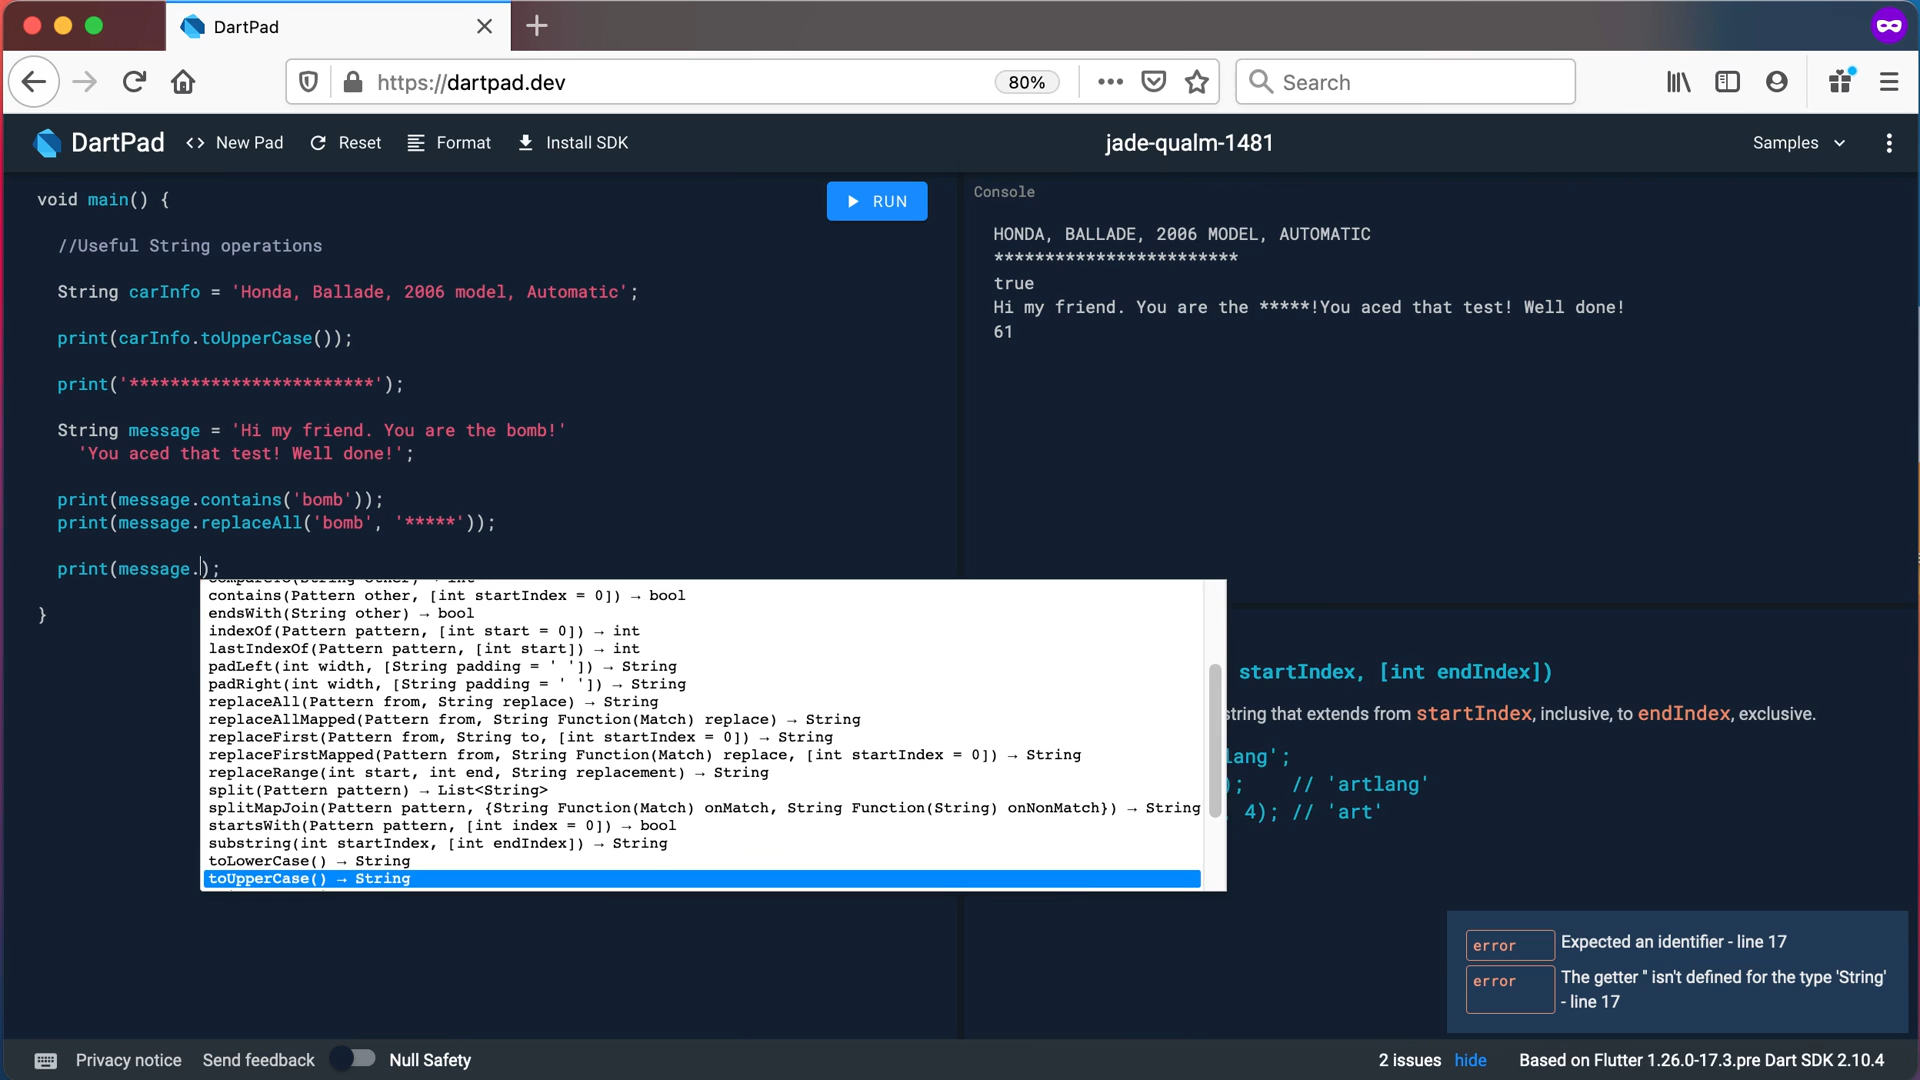 DartPad
https://dartpad.dev
80%
Search
DartPad
New Pad
Reset
Format
Install SDK
jade-qualm-1481
Samples
void main() {
//Useful String operations
String carInfo = 'Honda, Ballade, 2006 model, Automatic';
print(carInfo.toUpperCase());
print('************************');
String message = 'Hi my friend. You are the bomb!'
'You aced that test! Well done!';
print(message.contains('bomb'));
print(message.replaceAll('bomb', '*****'));
print(message.);
}
RUN
compareTo(String other) → int
contains(Pattern other, [int startIndex = 0]) → bool
endsWith(String other) → bool
indexOf(Pattern pattern, [int start = 0]) → int
lastIndexOf(Pattern pattern, [int start]) → int
padLeft(int width, [String padding = ' ']) → String
padRight(int width, [String padding = ' ']) → String
replaceAll(Pattern from, String replace) → String
replaceAllMapped(Pattern from, String Function(Match) replace) → String
replaceFirst(Pattern from, String to, [int startIndex = 0]) → String
replaceFirstMapped(Pattern from, String Function(Match) replace, [int startIndex = 0]) → String
replaceRange(int start, int end, String replacement) → String
split(Pattern pattern) → List<String>
splitMapJoin(Pattern pattern, {String Function(Match) onMatch, String Function(String) onNonMatch}) → String
startsWith(Pattern pattern, [int index = 0]) → bool
substring(int startIndex, [int endIndex]) → String
toLowerCase() → String
toUpperCase() → String
Console
HONDA, BALLADE, 2006 MODEL, AUTOMATIC
************************
true
Hi my friend. You are the *****!You aced that test! Well done!
61
startIndex, [int endIndex])
string that extends from startIndex, inclusive, to endIndex, exclusive.
lang';
); // 'artlang'
4); // 'art'
error Expected an identifier - line 17
error The getter '' isn't defined for the type 'String'
- line 17
Privacy notice
Send feedback
Null Safety
2 issues
hide
Based on Flutter 1.26.0-17.3.pre Dart SDK 2.10.4